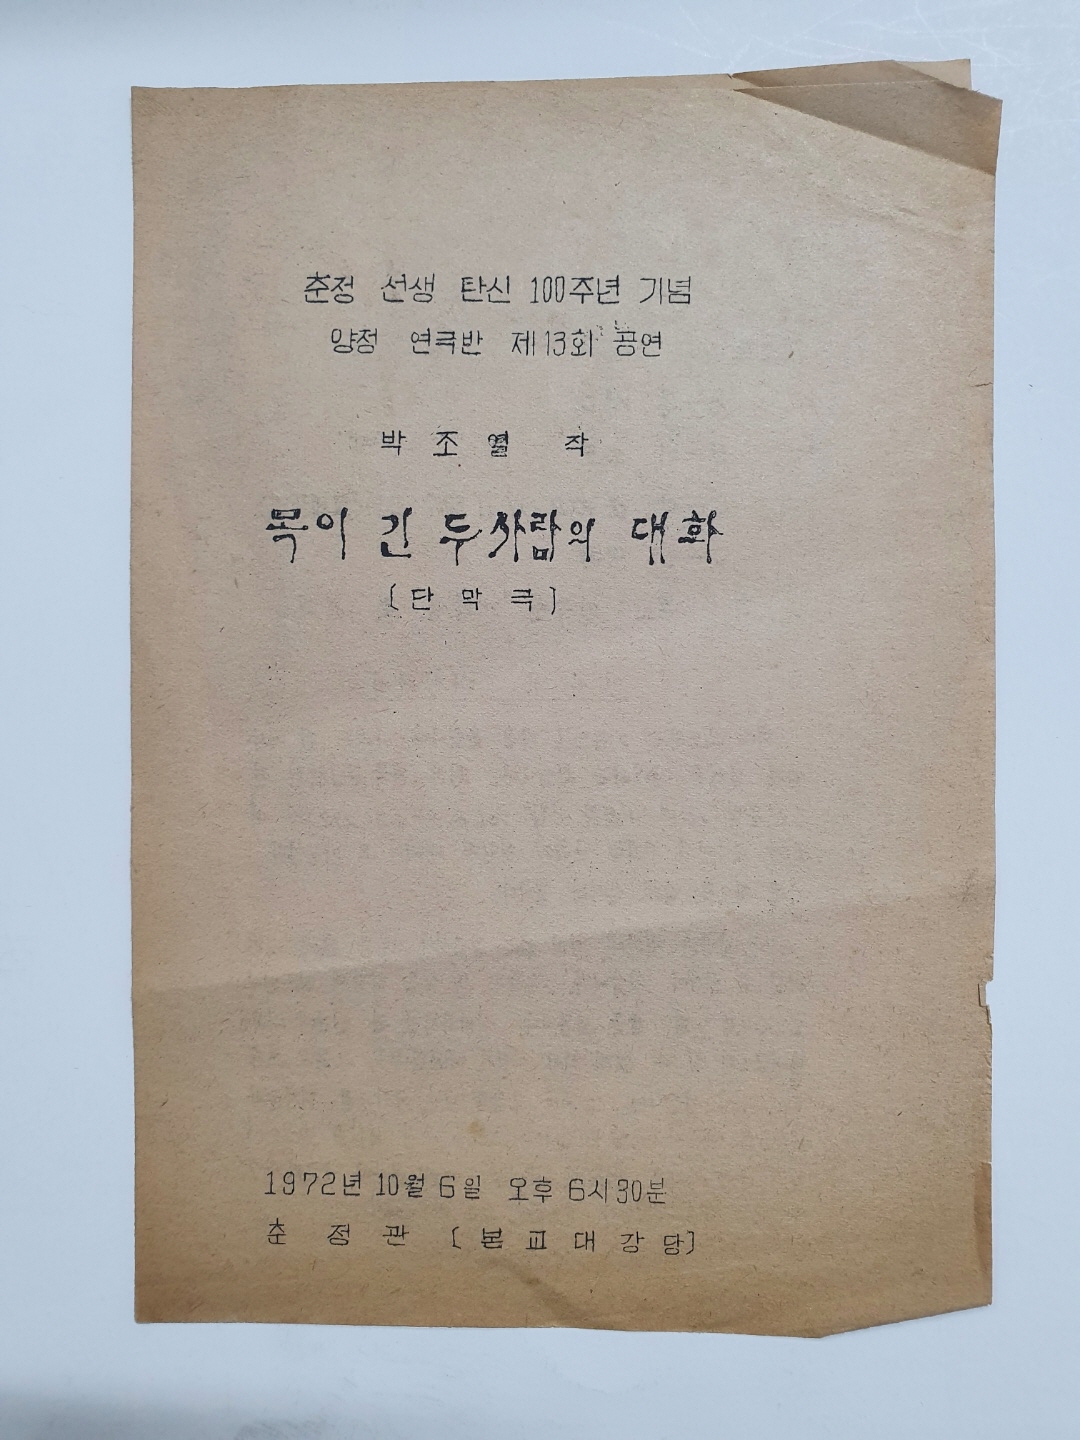 춘정 선생 탄신 100주년 기념
양정 연극반 제13회 공연
박 조 열 작
목이 긴 두사람의 대화
(단 막 극)
1972년 10월 6일 오후 6시 30분
춘 정 관 (본 교 대 강 당)